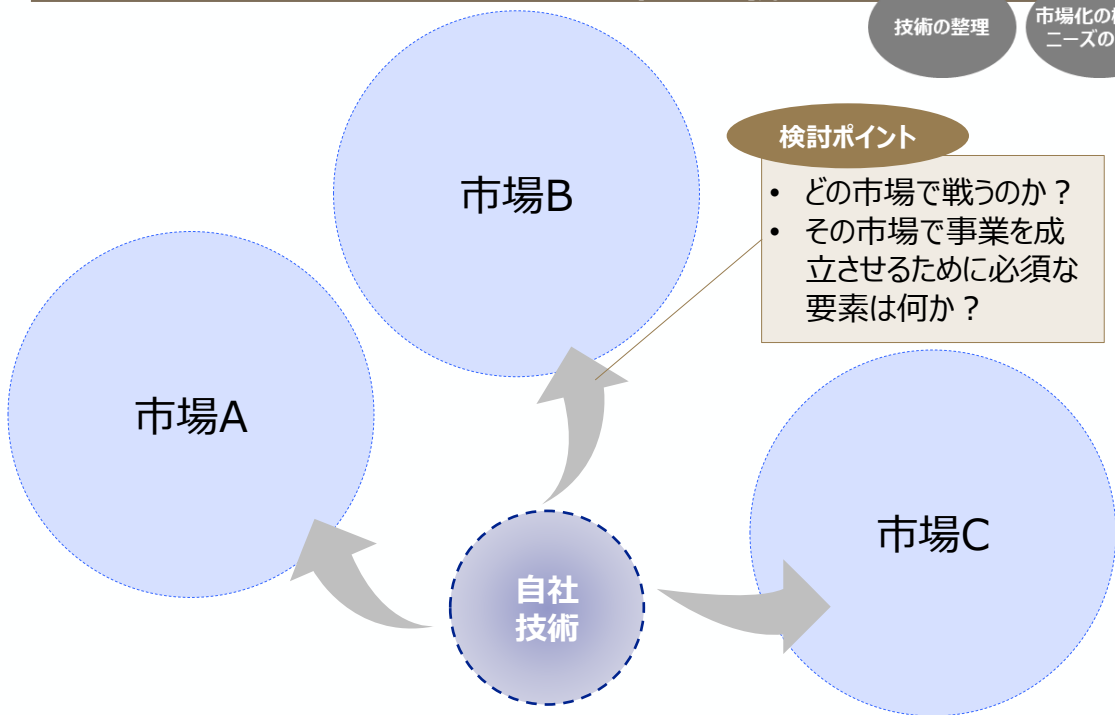 技術の整理
市場化の
ニーズの
市場B
検討ポイント
• どの市場で戦うのか？
• その市場で事業を成
立させるために必須な
要素は何か？
市場A
市場C
自社
技術